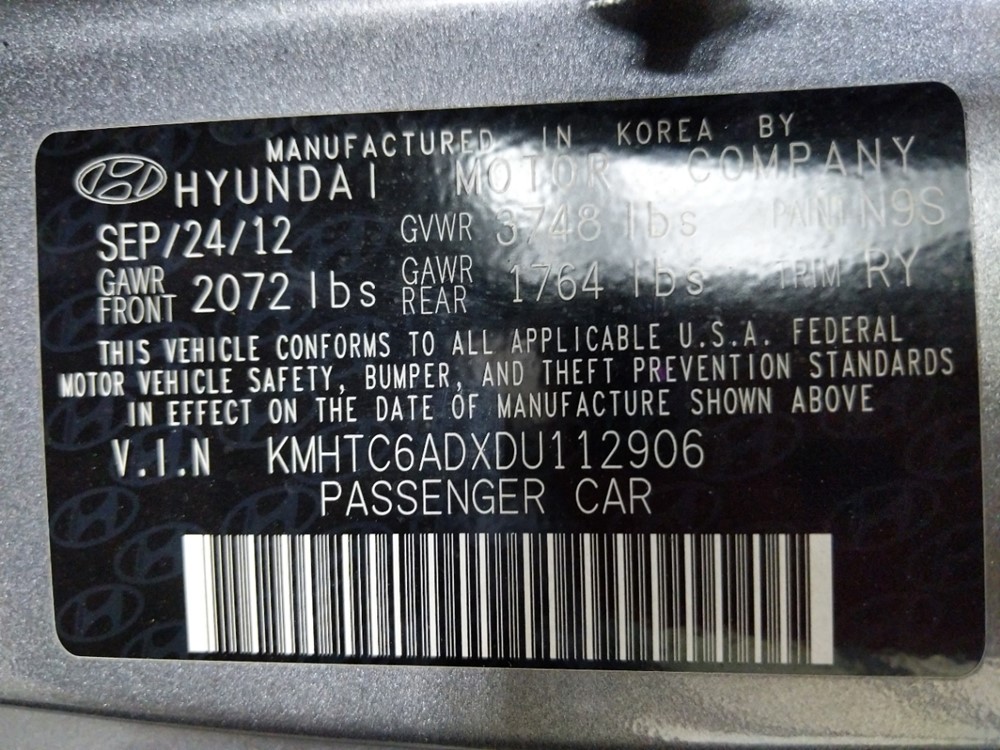 MANUFACTURED IN KOREA BY
HYUNDAI MOTOR COMPANY
SEP/24/12 GVWR 3748 lbs PAINT N9S
GAWR FRONT 2072 lbs GAWR REAR 1764 lbs TRIM RY
THIS VEHICLE CONFORMS TO ALL APPLICABLE U.S.A. FEDERAL
MOTOR VEHICLE SAFETY, BUMPER, AND THEFT PREVENTION STANDARDS
IN EFFECT ON THE DATE OF MANUFACTURE SHOWN ABOVE
V.I.N KMHTC6ADXDU112906
PASSENGER CAR